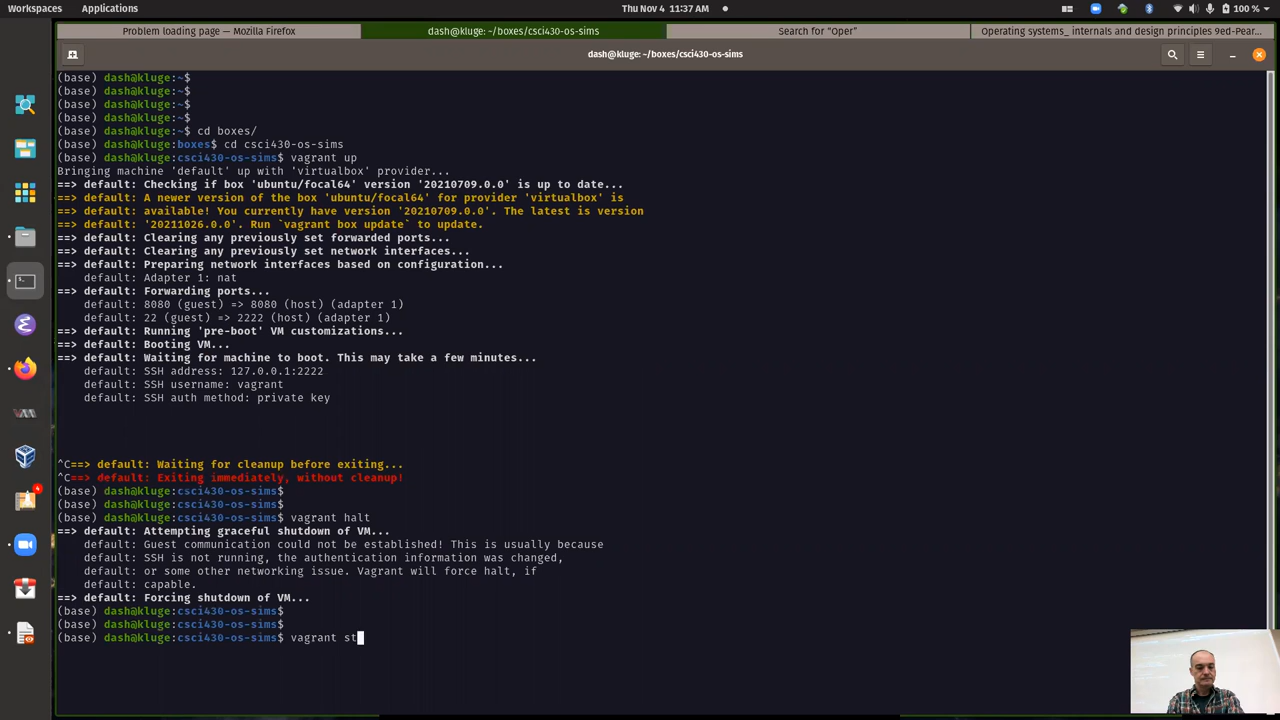 Workspaces Applications Thu Nov 4 11:37 AM 100 %
Problem loading page — Mozilla Firefox dash@kluge: ~/boxes/csci430-os-sims Search for "Oper" Operating systems_ internals and design principles 9ed-Pear...
dash@kluge: ~/boxes/csci430-os-sims
(base) dash@kluge:~$
(base) dash@kluge:~$
(base) dash@kluge:~$
(base) dash@kluge:~$
(base) dash@kluge:~$ cd boxes/
(base) dash@kluge:boxes$ cd csci430-os-sims
(base) dash@kluge:csci430-os-sims$ vagrant up
Bringing machine 'default' up with 'virtualbox' provider...
==> default: Checking if box 'ubuntu/focal64' version '20210709.0.0' is up to date...
==> default: A newer version of the box 'ubuntu/focal64' for provider 'virtualbox' is
==> default: available! You currently have version '20210709.0.0'. The latest is version
==> default: '20211026.0.0'. Run `vagrant box update` to update.
==> default: Clearing any previously set forwarded ports...
==> default: Clearing any previously set network interfaces...
==> default: Preparing network interfaces based on configuration...
default: Adapter 1: nat
==> default: Forwarding ports...
default: 8080 (guest) => 8080 (host) (adapter 1)
default: 22 (guest) => 2222 (host) (adapter 1)
==> default: Running 'pre-boot' VM customizations...
==> default: Booting VM...
==> default: Waiting for machine to boot. This may take a few minutes...
default: SSH address: 127.0.0.1:2222
default: SSH username: vagrant
default: SSH auth method: private key
^C==> default: Waiting for cleanup before exiting...
^C==> default: Exiting immediately, without cleanup!
(base) dash@kluge:csci430-os-sims$
(base) dash@kluge:csci430-os-sims$
(base) dash@kluge:csci430-os-sims$ vagrant halt
==> default: Attempting graceful shutdown of VM...
default: Guest communication could not be established! This is usually because
default: SSH is not running, the authentication information was changed,
default: or some other networking issue. Vagrant will force halt, if
default: capable.
==> default: Forcing shutdown of VM...
(base) dash@kluge:csci430-os-sims$
(base) dash@kluge:csci430-os-sims$
(base) dash@kluge:csci430-os-sims$ vagrant st